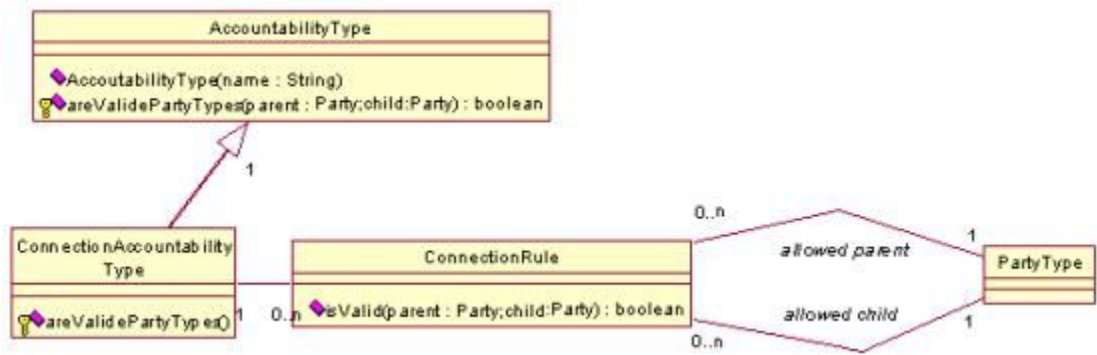 AccountabilityType
AccoutabilityType(name : String)
areValidePartyTypes(parent : Party;child:Party) : boolean
1
ConnectionAccountability
Type
areValidePartyTypes()
1
0..n
ConnectionRule
isValid(parent : Party;child:Party) : boolean
0..n
allowed parent
1
PartyType
allowed child
1
0..n